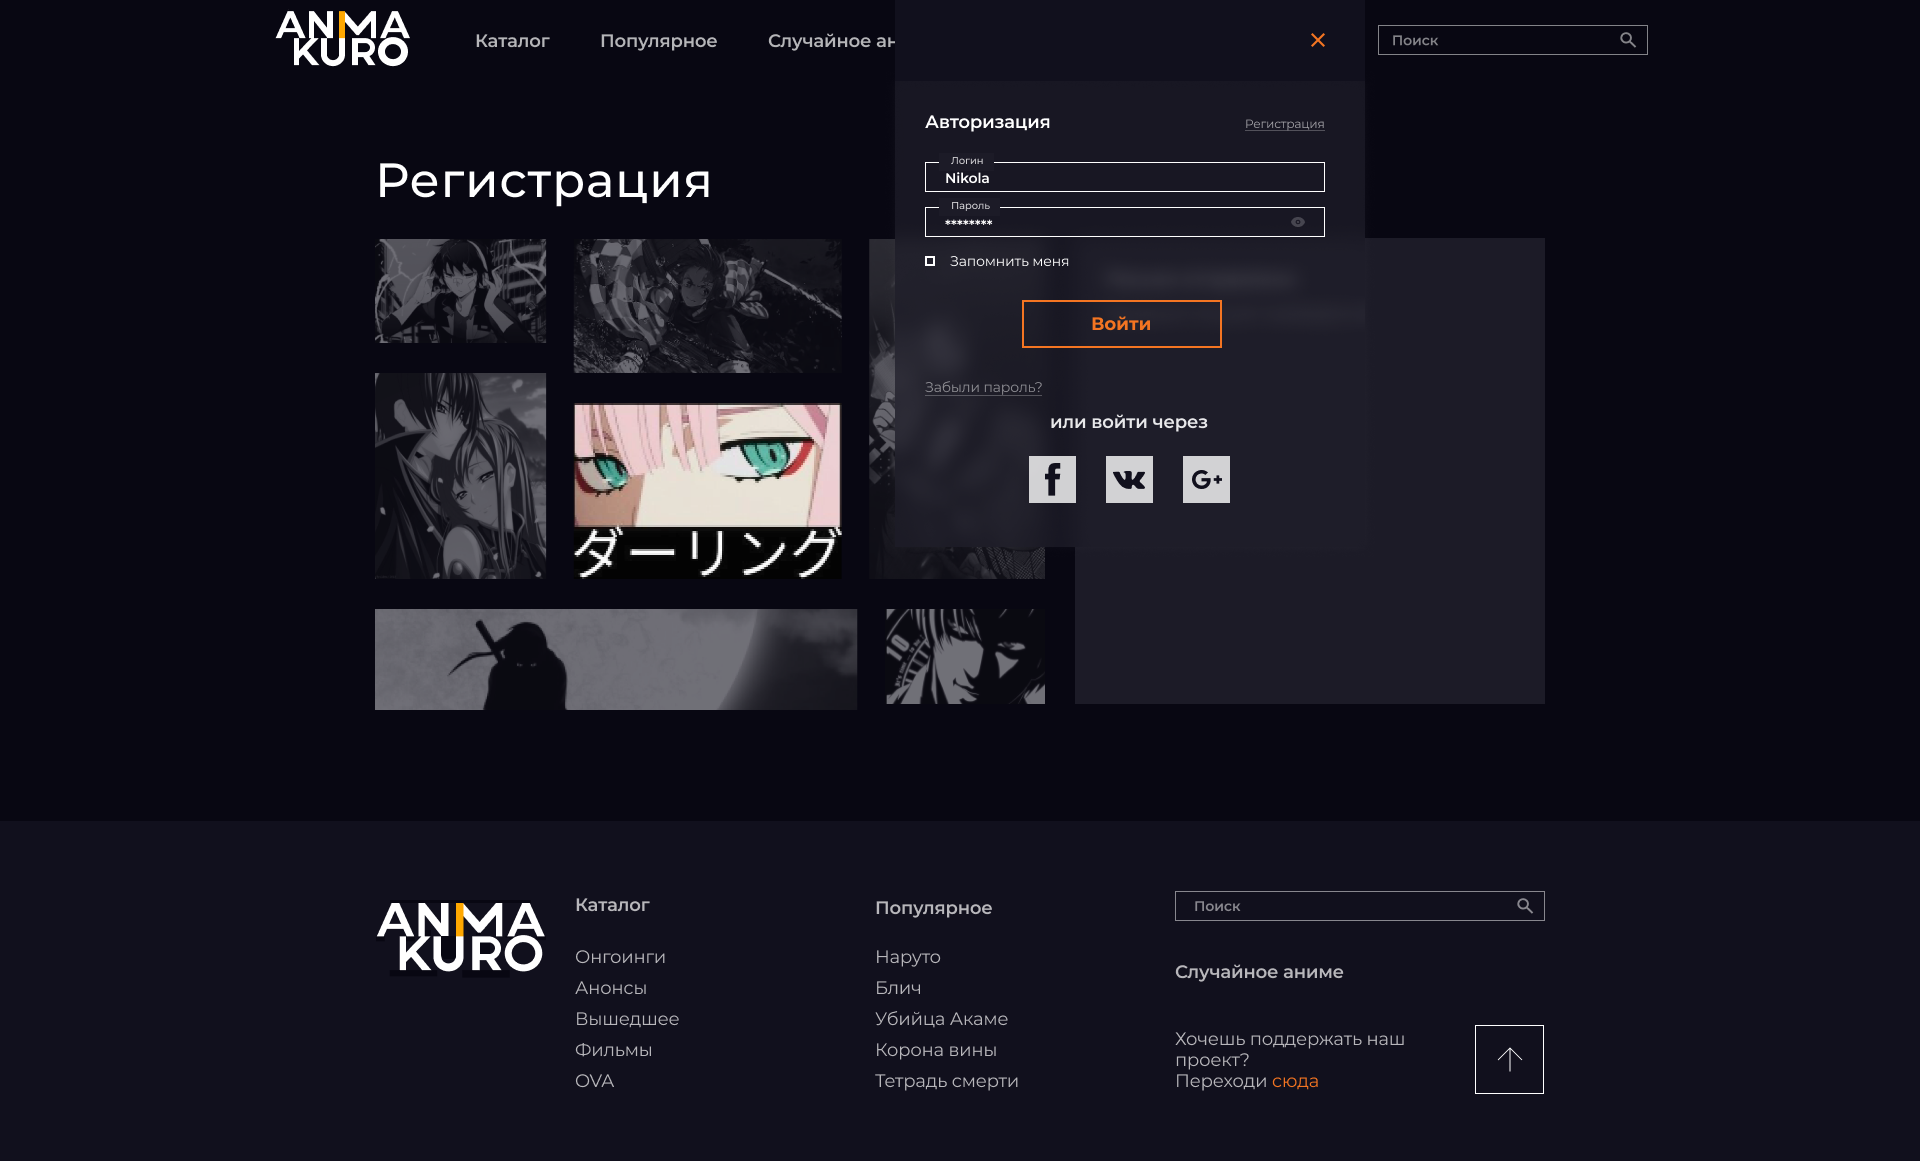 ANIMA
KURO
Каталог
Популярное
Случайное ан
Поиск
Авторизация
Регистрация
Логин
Nikola
Пароль
********
Запомнить меня
Войти
Забыли пароль?
или войти через
f
G+
Регистрация
ダーリング
ANIMA
KURO
Каталог
Онгоинги
Анонсы
Вышедшее
Фильмы
OVA
Популярное
Наруто
Блич
Убийца Акаме
Корона вины
Тетрадь смерти
Поиск
Случайное аниме
Хочешь поддержать наш
проект?
Переходи сюда